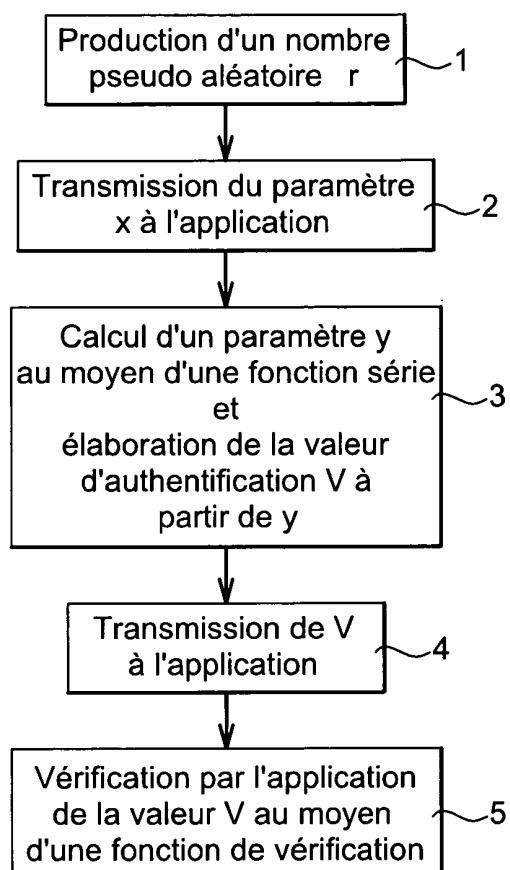 Production d'un nombre
pseudo aléatoire r
1
Transmission du paramètre
x à l'application
2
Calcul d'un paramètre y
au moyen d'une fonction série
et
élaboration de la valeur
d'authentification V à
partir de y
3
Transmission de V
à l'application
4
Vérification par l'application
de la valeur V au moyen
d'une fonction de vérification
5